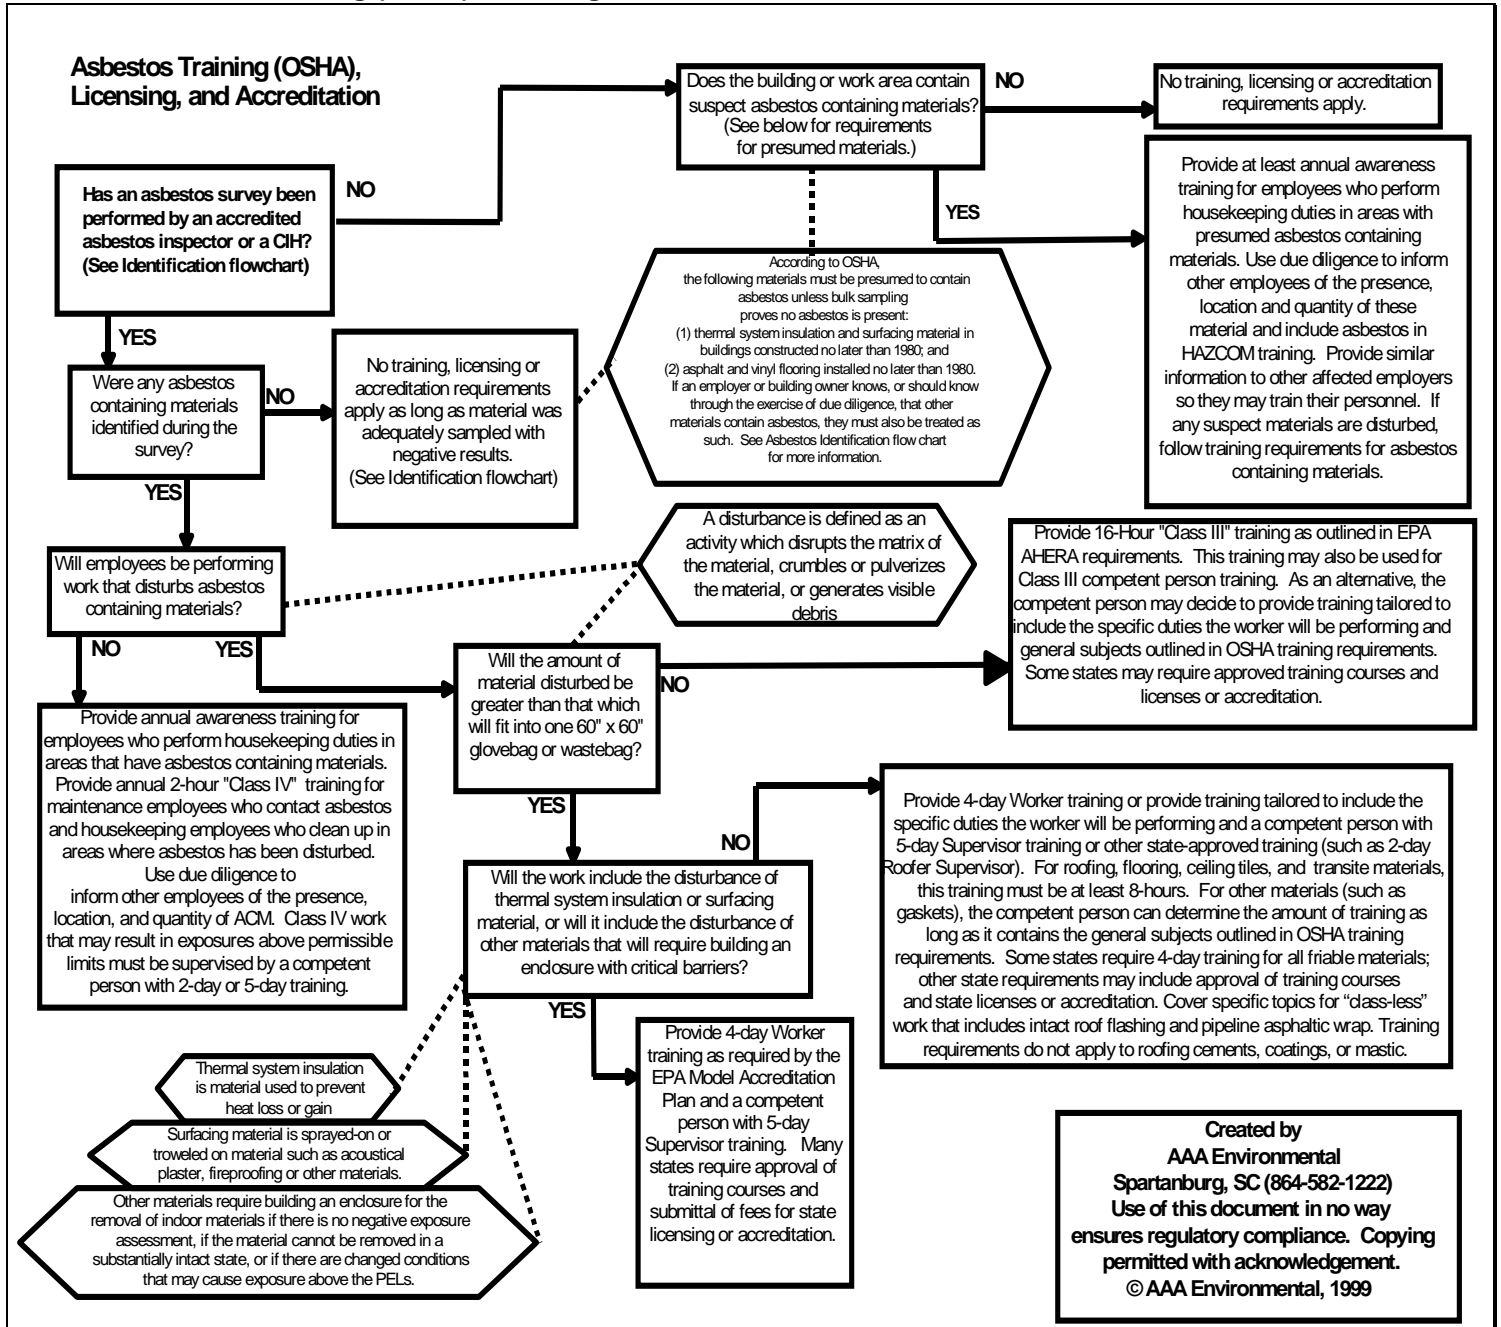 Asbestos Training (OSHA),
Licensing, and Accreditation
Does the building or work area contain
suspect asbestos containing materials?
(See below for requirements
for presumed materials.)
NO
No training, licensing or accreditation
requirements apply.
Has an asbestos survey been
performed by an accredited
asbestos inspector or a CIH?
(See Identification flowchart)
NO
YES
Provide at least annual awareness
training for employees who perform
housekeeping duties in areas with
presumed asbestos containing
materials. Use due diligence to inform
other employees of the presence,
location and quantity of these
material and include asbestos in
HAZCOM training. Provide similar
information to other affected employers
so they may train their personnel. If
any suspect materials are disturbed,
follow training requirements for asbestos
containing materials.
According to OSHA,
the following materials must be presumed to contain
asbestos unless bulk sampling
proves no asbestos is present:
(1) thermal system insulation and surfacing material in
buildings constructed no later than 1980; and
(2) asphalt and vinyl flooring installed no later than 1980.
If an employer or building owner knows, or should know
through the exercise of due diligence, that other
materials contain asbestos, they must also be treated as
such. See Asbestos Identification flow chart
for more information.
YES
Were any asbestos
containing materials
identified during the
survey?
NO
No training, licensing or
accreditation requirements
apply as long as material was
adequately sampled with
negative results.
(See Identification flowchart)
YES
Will employees be performing
work that disturbs asbestos
containing materials?
A disturbance is defined as an
activity which disrupts the matrix of
the material, crumbles or pulverizes
the material, or generates visible
debris
Provide 16-Hour "Class III" training as outlined in EPA
AHERA requirements. This training may also be used for
Class III competent person training. As an alternative, the
competent person may decide to provide training tailored to
include the specific duties the worker will be performing and
general subjects outlined in OSHA training requirements.
Some states may require approved training courses and
licenses or accreditation.
NO
YES
Will the amount of
material disturbed be
greater than that which
will fit into one 60" x 60"
glovebag or wastebag?
NO
Provide annual awareness training for
employees who perform housekeeping duties in
areas that have asbestos containing materials.
Provide annual 2-hour "Class IV" training for
maintenance employees who contact asbestos
and housekeeping employees who clean up in
areas where asbestos has been disturbed.
Use due diligence to
inform other employees of the presence,
location, and quantity of ACM. Class IV work
that may result in exposures above permissible
limits must be supervised by a competent
person with 2-day or 5-day training.
YES
NO
Will the work include the disturbance of
thermal system insulation or surfacing
material, or will it include the disturbance of
other materials that will require building an
enclosure with critical barriers?
Provide 4-day Worker training or provide training tailored to include the
specific duties the worker will be performing and a competent person with
5-day Supervisor training or other state-approved training (such as 2-day
Roofer Supervisor). For roofing, flooring, ceiling tiles, and transite materials,
this training must be at least 8-hours. For other materials (such as
gaskets), the competent person can determine the amount of training as
long as it contains the general subjects outlined in OSHA training
requirements. Some states require 4-day training for all friable materials;
other state requirements may include approval of training courses
and state licenses or accreditation. Cover specific topics for “class-less”
work that includes intact roof flashing and pipeline asphaltic wrap. Training
requirements do not apply to roofing cements, coatings, or mastic.
YES
Provide 4-day Worker
training as required by the
EPA Model Accreditation
Plan and a competent
person with 5-day
Supervisor training. Many
states require approval of
training courses and
submittal of fees for state
licensing or accreditation.
Thermal system insulation
is material used to prevent
heat loss or gain
Surfacing material is sprayed-on or
troweled on material such as acoustical
plaster, fireproofing or other materials.
Other materials require building an enclosure for the
removal of indoor materials if there is no negative exposure
assessment, if the material cannot be removed in a
substantially intact state, or if there are changed conditions
that may cause exposure above the PELs.
Created by
AAA Environmental
Spartanburg, SC (864-582-1222)
Use of this document in no way
ensures regulatory compliance. Copying
permitted with acknowledgement.
© AAA Environmental, 1999